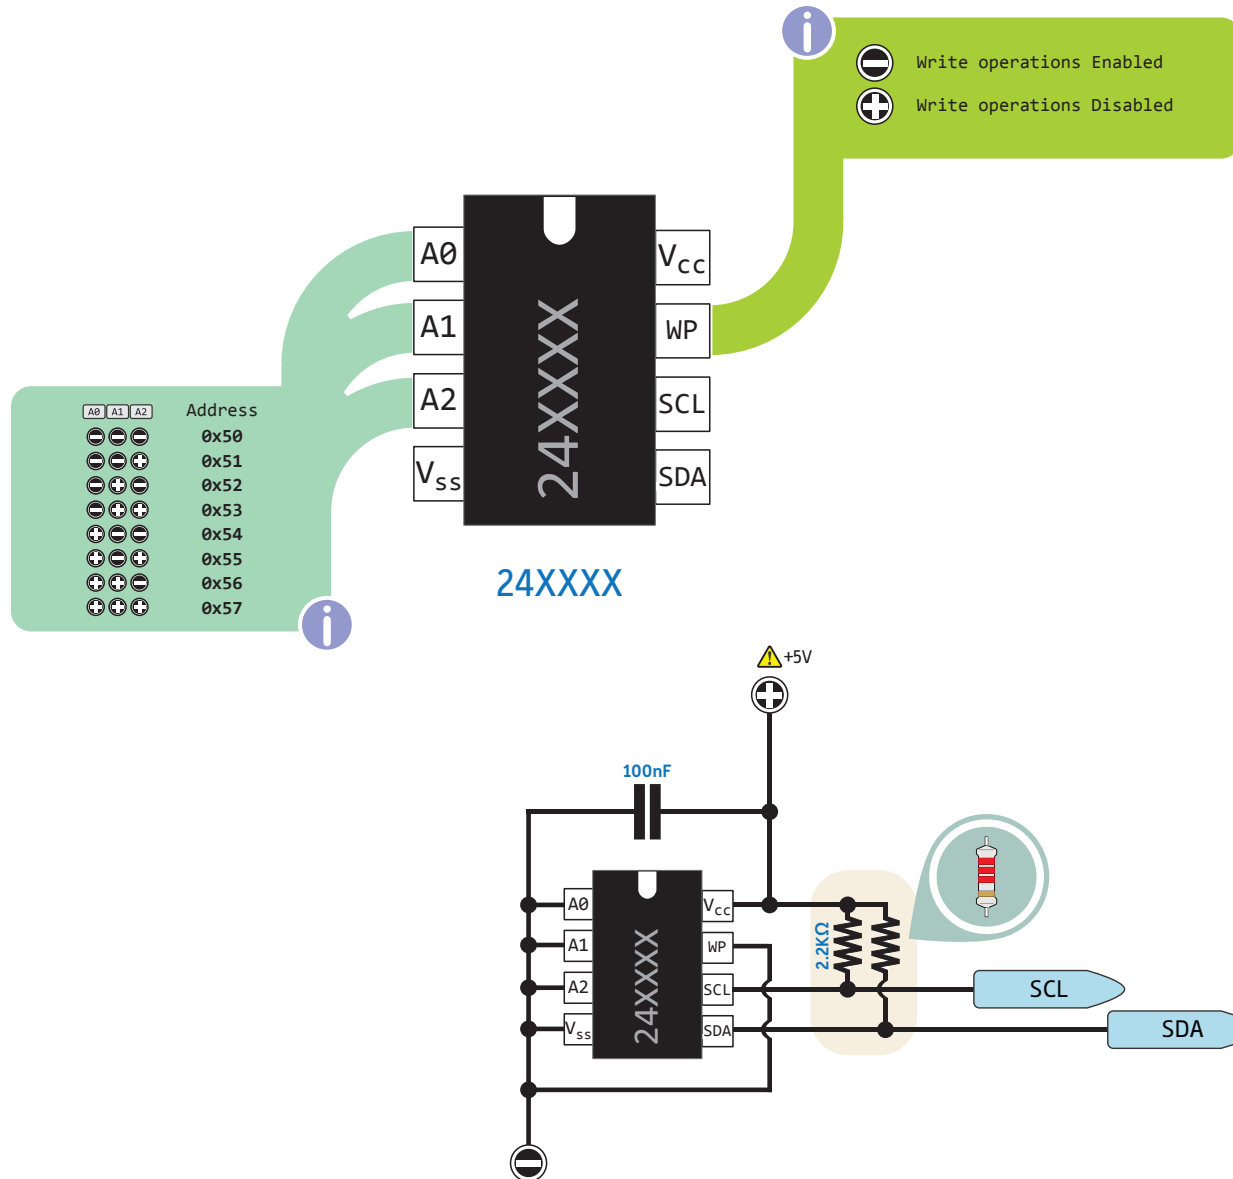 Write operations Enabled
Write operations Disabled
A0
A1
A2
Vss
24XXXX
Vcc
WP
SCL
SDA
A0 A1 A2 Address
0x50
0x51
0x52
0x53
0x54
0x55
0x56
0x57
24XXXX
+5V
100nF
A0
A1
A2
Vss
24XXXX
Vcc
WP
SCL
SDA
2.2KΩ
SCL
SDA